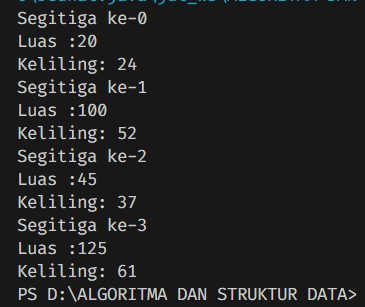 Segitiga ke-0
Luas :20
Keliling: 24
Segitiga ke-1
Luas :100
Keliling: 52
Segitiga ke-2
Luas :45
Keliling: 37
Segitiga ke-3
Luas :125
Keliling: 61
PS D:\ALGORITMA DAN STRUKTUR DATA>